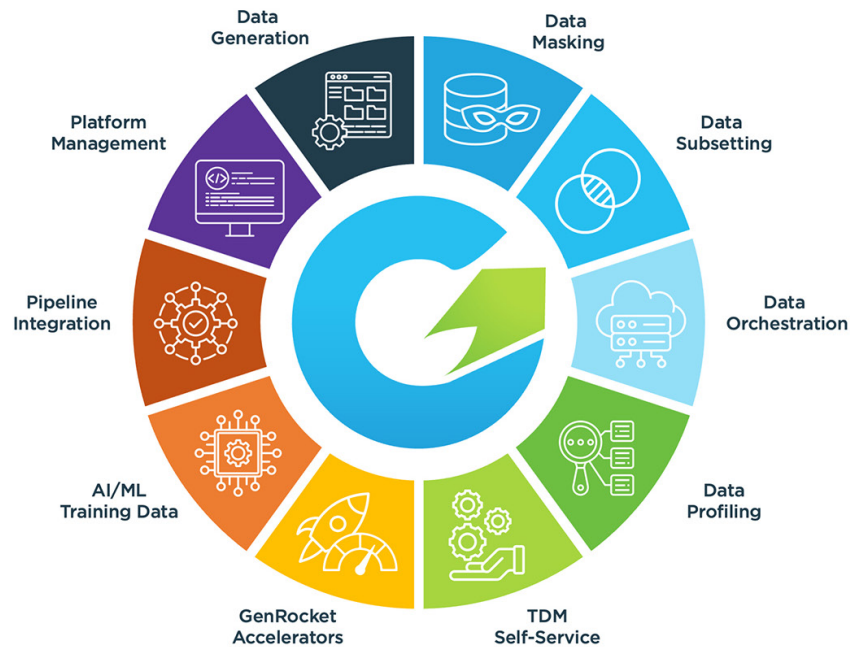 Data
Generation
Data
Masking
Platform
Management
Data
Subsetting
Pipeline
Integration
Data
Orchestration
AI/ML
Training Data
Data
Profiling
GenRocket
Accelerators
TDM
Self-Service